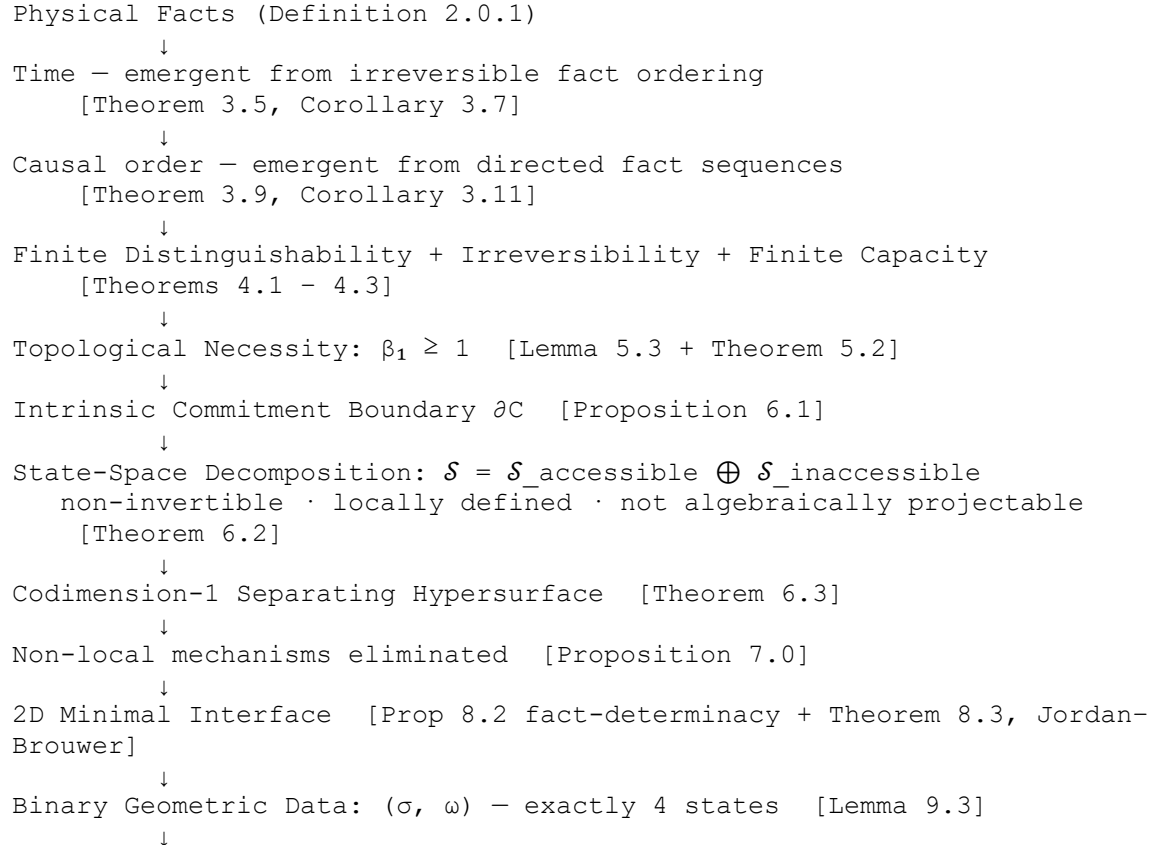 Physical Facts (Definition 2.0.1)
↓
Time — emergent from irreversible fact ordering
[Theorem 3.5, Corollary 3.7]
↓
Causal order — emergent from directed fact sequences
[Theorem 3.9, Corollary 3.11]
↓
Finite Distinguishability + Irreversibility + Finite Capacity
[Theorems 4.1 – 4.3]
↓
Topological Necessity: β₁ ≥ 1 [Lemma 5.3 + Theorem 5.2]
↓
Intrinsic Commitment Boundary ∂C [Proposition 6.1]
↓
State-Space Decomposition: 𝒮 = 𝒮_accessible ⊕ 𝒮_inaccessible
non-invertible · locally defined · not algebraically projectable
[Theorem 6.2]
↓
Codimension-1 Separating Hypersurface [Theorem 6.3]
↓
Non-local mechanisms eliminated [Proposition 7.0]
↓
2D Minimal Interface [Prop 8.2 fact-determinacy + Theorem 8.3, Jordan–
Brouwer]
↓
Binary Geometric Data: (σ, ω) — exactly 4 states [Lemma 9.3]
↓